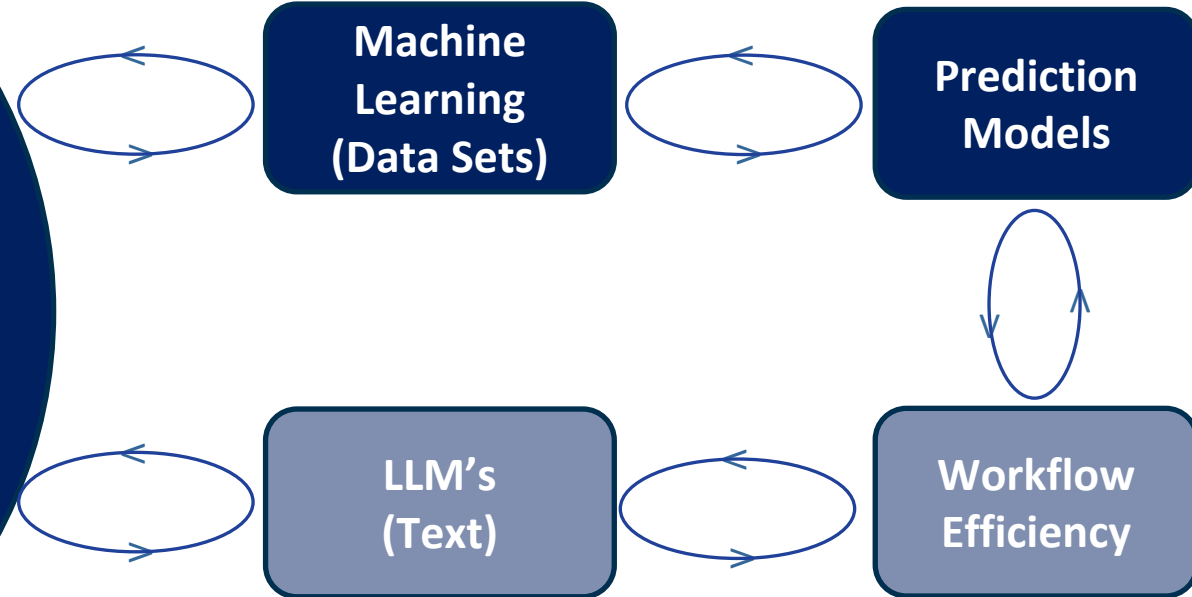 Machine
Learning
(Data Sets)
Prediction
Models
LLM’s
(Text)
Workflow
Efficiency